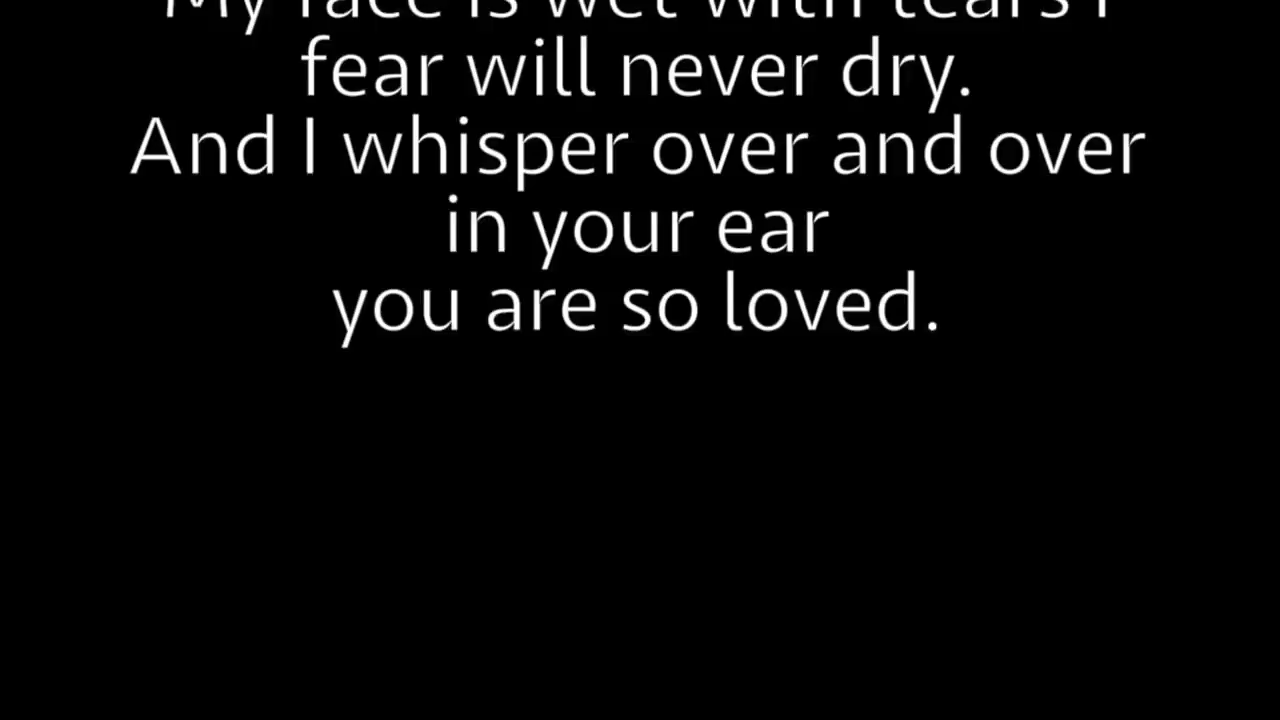 My face is wet with tears I
fear will never dry.
And I whisper over and over
in your ear
you are so loved.